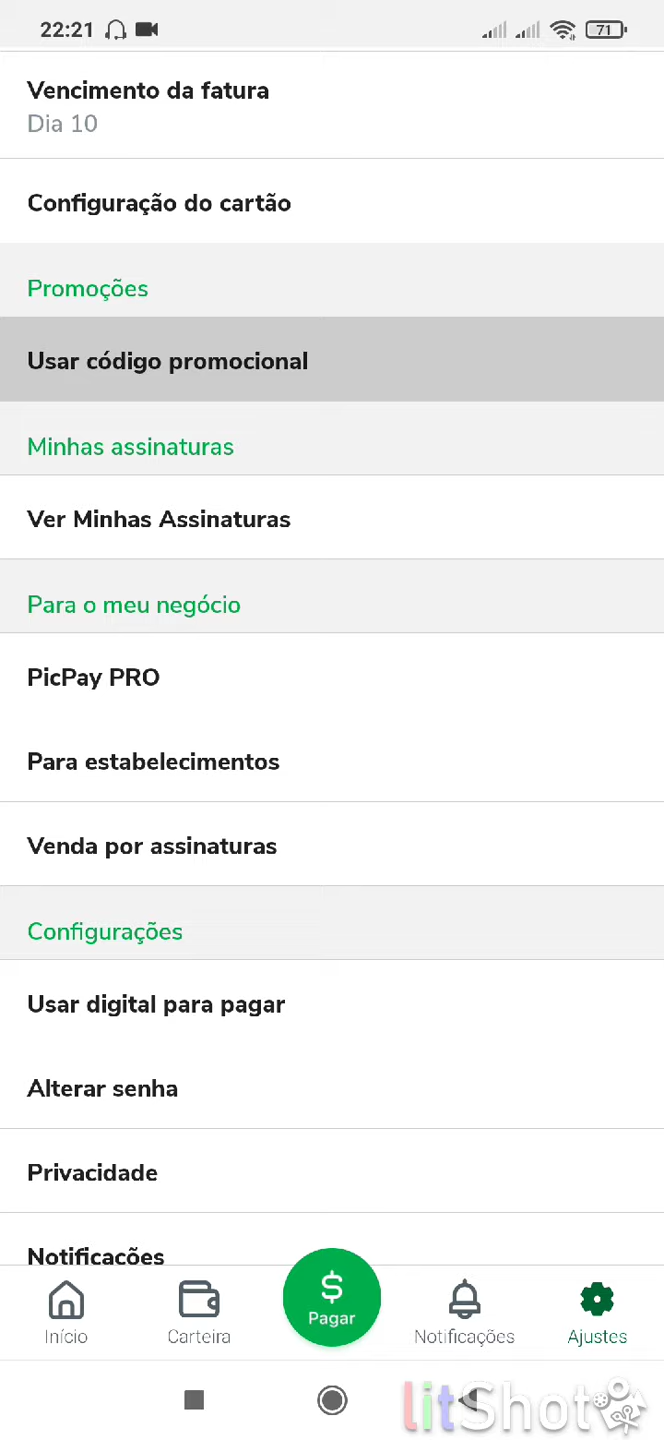 22:21
71
Vencimento da fatura
Dia 10
Configuração do cartão
Promoções
Usar código promocional
Minhas assinaturas
Ver Minhas Assinaturas
Para o meu negócio
PicPay PRO
Para estabelecimentos
Venda por assinaturas
Configurações
Usar digital para pagar
Alterar senha
Privacidade
Notificações
$
Pagar
Início
Carteira
Notificações
Ajustes
litShot